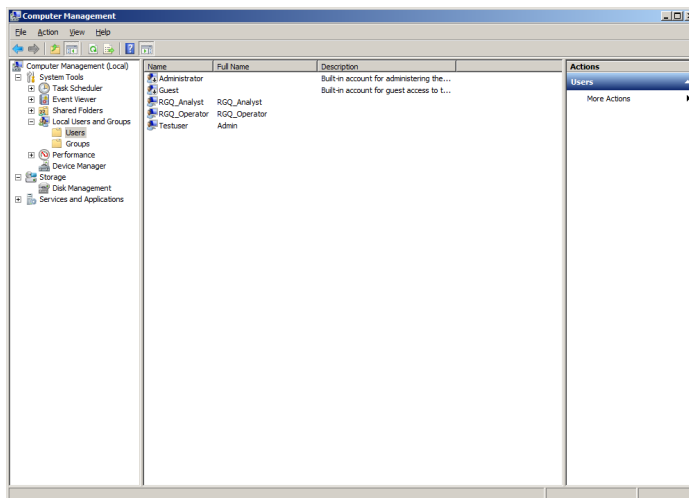 Computer Management
File Action View Help
Computer Management (Local)
System Tools
Task Scheduler
Event Viewer
Shared Folders
Local Users and Groups
Users
Groups
Performance
Device Manager
Storage
Disk Management
Services and Applications
Name Full Name Description
Administrator Built-in account for administering the...
Guest Built-in account for guest access to t...
RGQ_Analyst RGQ_Analyst
RGQ_Operator RGQ_Operator
Testuser Admin
Actions
Users
More Actions